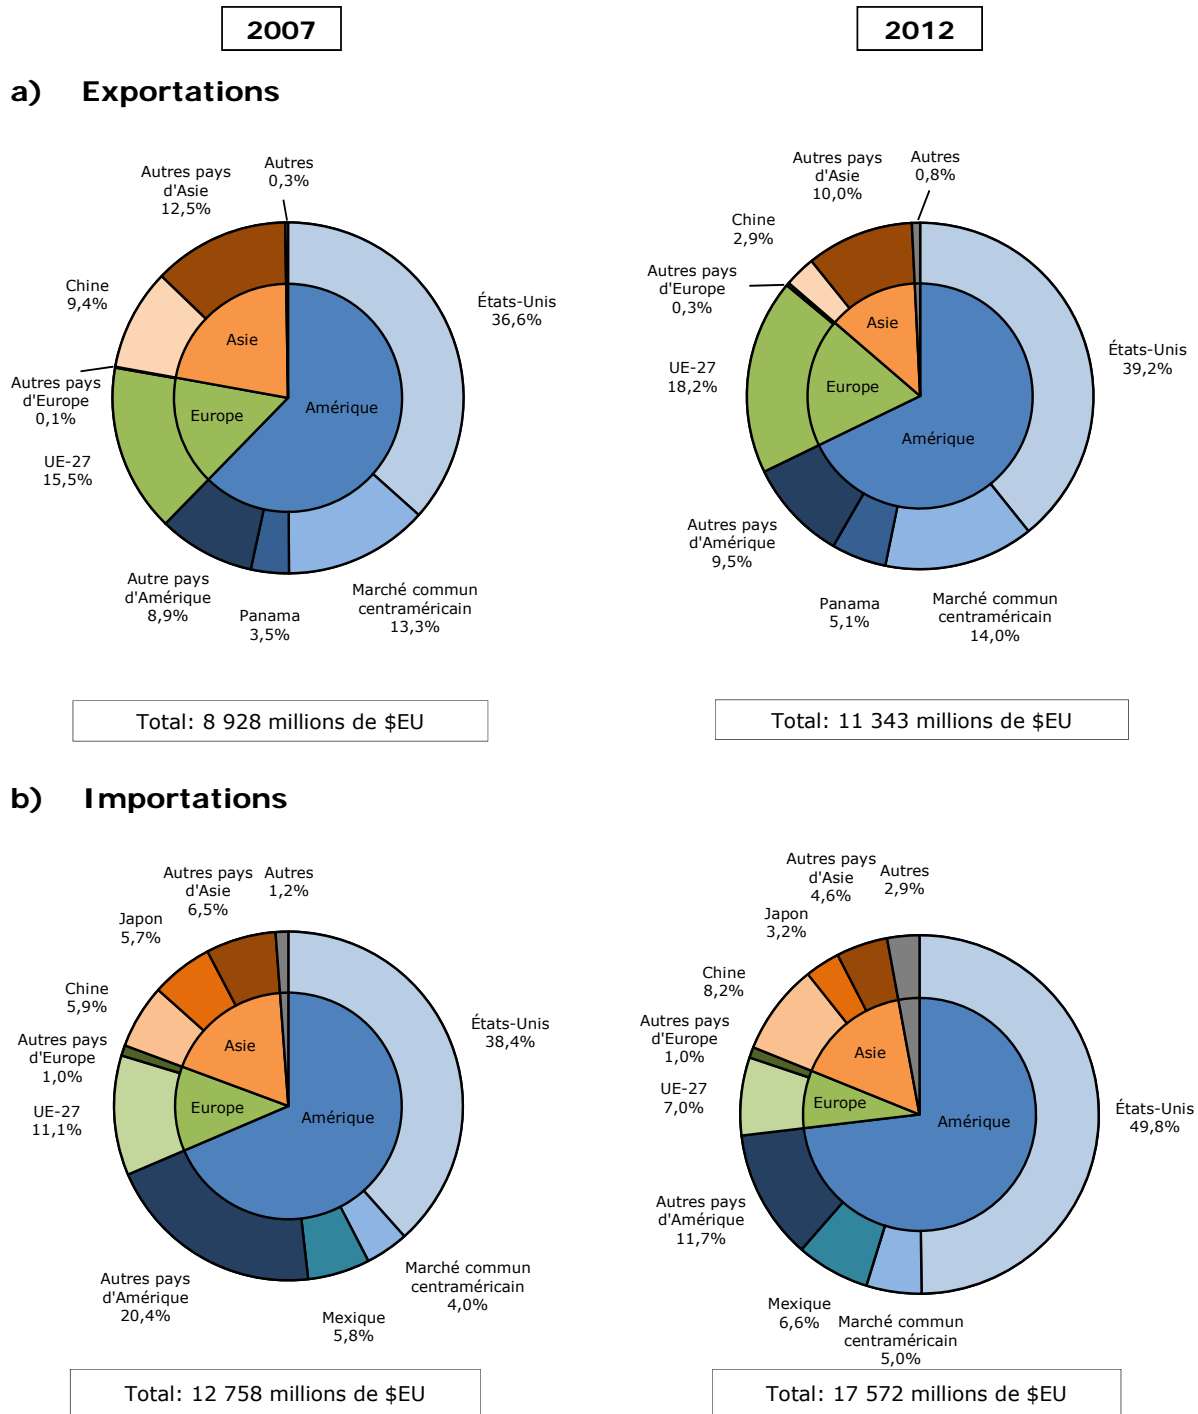 2007
2012
a) Exportations
Autres pays
d'Asie
12,5%
Autres
0,3%
Chine
9,4%
Asie
États-Unis
36,6%
Autres pays
d'Europe
0,1%
Europe
Amérique
UE-27
15,5%
Autre pays
d'Amérique
8,9%
Panama
3,5%
Marché commun
centraméricain
13,3%
Total: 8 928 millions de $EU
Autres pays
d'Asie
10,0%
Autres
0,8%
Chine
2,9%
Autres pays
d'Europe
0,3%
Asie
États-Unis
39,2%
UE-27
18,2%
Europe
Amérique
Autres pays
d'Amérique
9,5%
Panama
5,1%
Marché commun
centraméricain
14,0%
Total: 11 343 millions de $EU
b) Importations
Autres pays
d'Asie
6,5%
Autres
1,2%
Japon
5,7%
Chine
5,9%
Asie
États-Unis
38,4%
Autres pays
d'Europe
1,0%
UE-27
11,1%
Europe
Amérique
Autres pays
d'Amérique
20,4%
Mexique
5,8%
Marché commun
centraméricain
4,0%
Total: 12 758 millions de $EU
Autres pays
d'Asie
4,6%
Autres
2,9%
Japon
3,2%
Chine
8,2%
Autres pays
d'Europe
1,0%
Asie
UE-27
7,0%
Europe
Amérique
États-Unis
49,8%
Autres pays
d'Amérique
11,7%
Mexique
6,6%
Marché commun
centraméricain
5,0%
Total: 17 572 millions de $EU